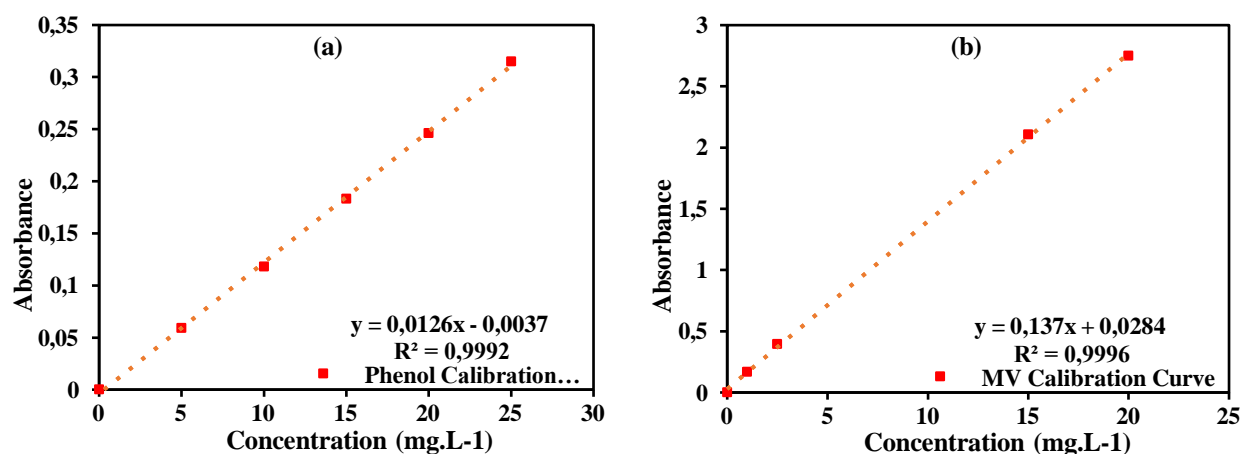 (a)
0,35
0,3
0,25
0,2
0,15
0,1
0,05
0
Absorbance
y = 0,0126x - 0,0037
R² = 0,9992
Phenol Calibration…
0 5 10 15 20 25 30
Concentration (mg.L-1)
(b)
3
2,5
2
1,5
1
0,5
0
Absorbance
y = 0,137x + 0,0284
R² = 0,9996
MV Calibration Curve
0 5 10 15 20 25
Concentration (mg.L-1)